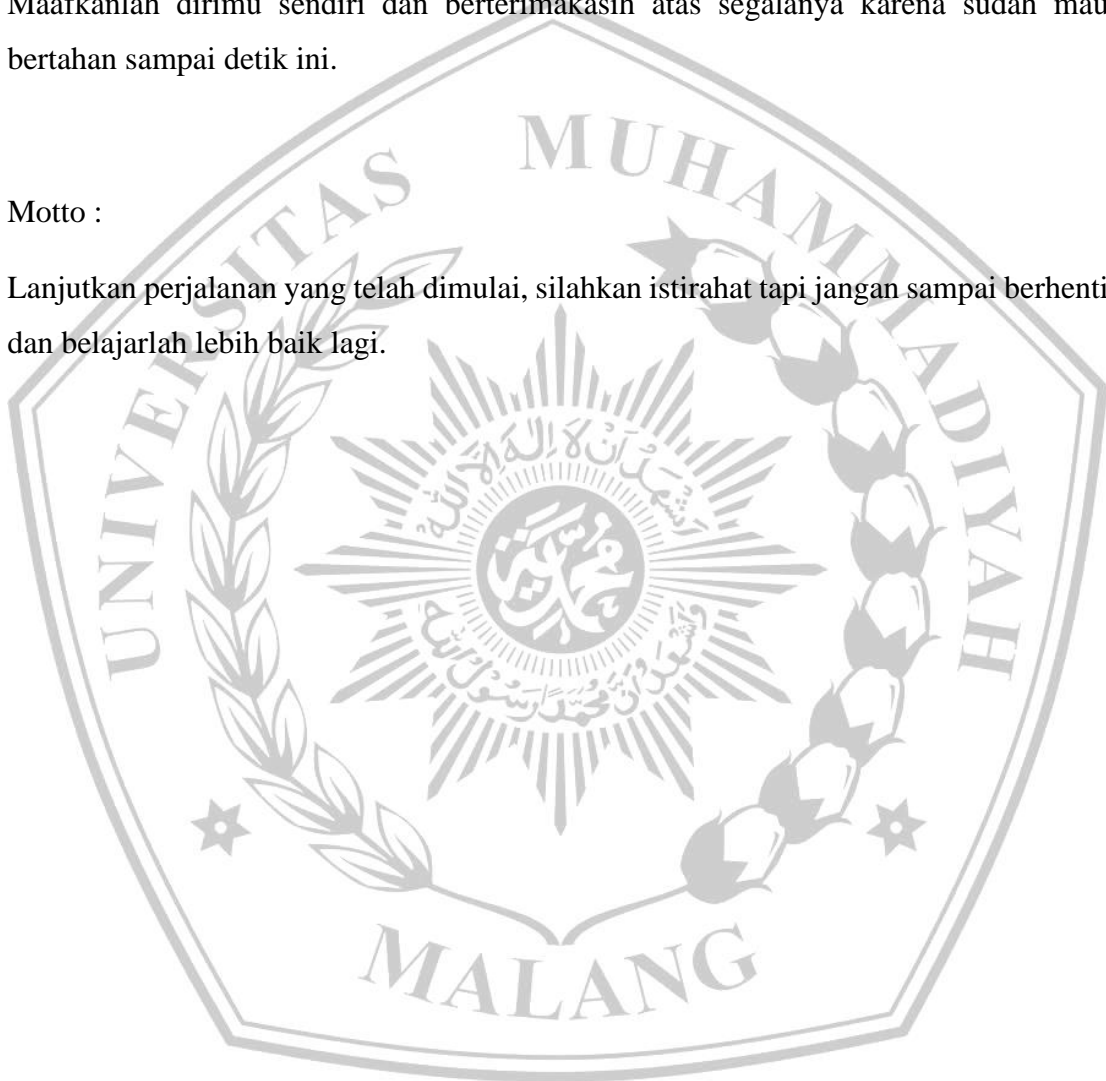 Maafkanlah dirimu sendiri dan berterimakasih atas segalanya karena sudah mau
bertahan sampai detik ini.
Motto :
Lanjutkan perjalanan yang telah dimulai, silahkan istirahat tapi jangan sampai berhenti
dan belajarlah lebih baik lagi.
UNIVERSITAS MUHAMMADIYAH
MALANG